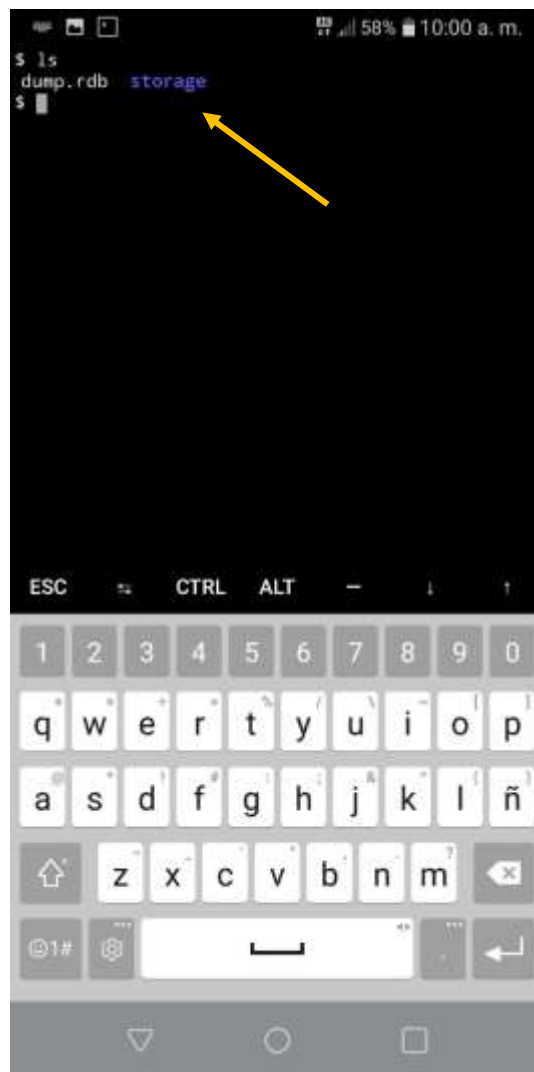 58% 10:00 a. m.
$ ls
dump.rdb storage
$
ESC CTRL ALT – ↓ ↑
1 2 3 4 5 6 7 8 9 0
q w e r t y u i o p
a s d f g h j k l ñ
z x c v b n m
1#